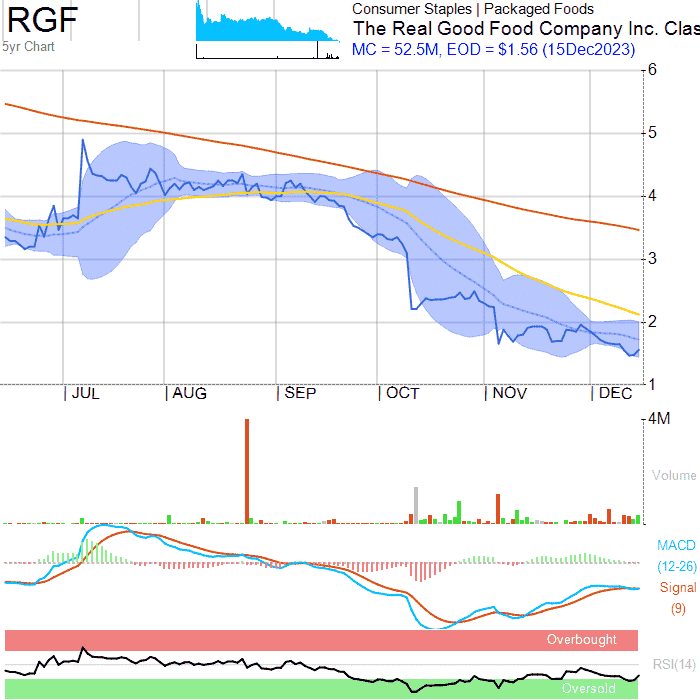 RGF
5yr Chart
Consumer Staples | Packaged Foods
The Real Good Food Company Inc. Clas
MC = 52.5M, EOD = $1.56 (15Dec2023)
6
5
4
3
2
1
JUL AUG SEP OCT NOV DEC
4M
Volume
MACD
(12-26)
Signal
(9)
Overbought
RSI(14)
Oversold